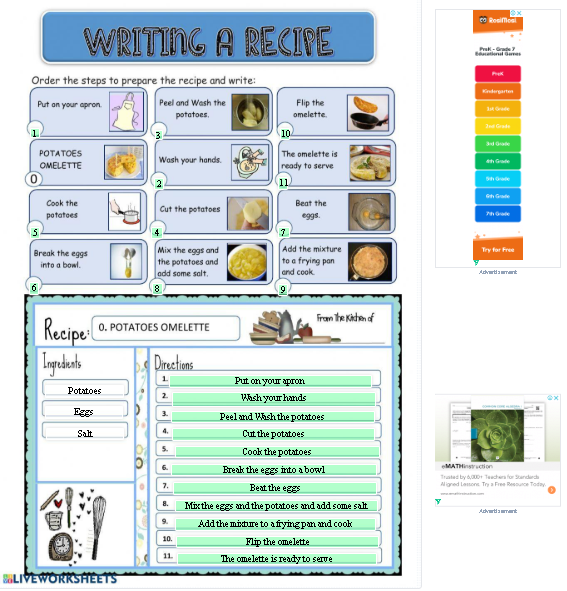 WRITING A RECIPE
Order the steps to prepare the recipe and write:
Put on your apron.
1
Peel and Wash the
potatoes.
3
Flip the
omelette.
10
POTATOES
OMELETTE
0
Wash your hands.
2
The omelette is
ready to serve
11
Cook the
potatoes
5
Cut the potatoes
4
Beat the
eggs.
7
Break the eggs
into a bowl.
6
Mix the eggs and
the potatoes and
add some salt.
8
Add the mixture
to a frying pan
and cook.
9
Recipe:
0. POTATOES OMELETTE
From the Kitchen of
Ingredients
Potatoes
Eggs
Salt
Directions
1. Put on your apron
2. Wash your hands
3. Peel and Wash the potatoes
4. Cut the potatoes
5. Cook the potatoes
6. Break the eggs into a bowl
7. Beat the eggs
8. Mix the eggs and the potatoes and add some salt
9. Add the mixture to a frying pan and cook
10. Flip the omelette
11. The omelette is ready to serve
LIVEWORKSHEETS
PreK - Grade 7
Educational Games
PreK
Kindergarten
1st Grade
2nd Grade
3rd Grade
4th Grade
5th Grade
6th Grade
7th Grade
Try for Free
Advertisement
eMATHinstruction
Trusted by 6,000+ Teachers for Standards
Aligned Lessons. Try a Free Resource Today.
www.emathinstruction.com
Advertisement